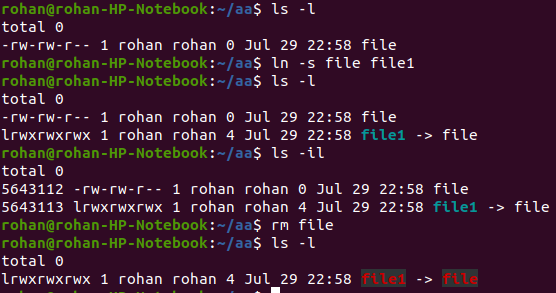 rohan@rohan-HP-Notebook:~/aa$ ls -l
total 0
-rw-rw-r-- 1 rohan rohan 0 Jul 29 22:58 file
rohan@rohan-HP-Notebook:~/aa$ ln -s file file1
rohan@rohan-HP-Notebook:~/aa$ ls -l
total 0
-rw-rw-r-- 1 rohan rohan 0 Jul 29 22:58 file
lrwxrwxrwx 1 rohan rohan 4 Jul 29 22:58 file1 -> file
rohan@rohan-HP-Notebook:~/aa$ ls -il
total 0
5643112 -rw-rw-r-- 1 rohan rohan 0 Jul 29 22:58 file
5643113 lrwxrwxrwx 1 rohan rohan 4 Jul 29 22:58 file1 -> file
rohan@rohan-HP-Notebook:~/aa$ rm file
rohan@rohan-HP-Notebook:~/aa$ ls -l
total 0
lrwxrwxrwx 1 rohan rohan 4 Jul 29 22:58 file1 -> file
rohan@rohan-HP-Notebook:~/aa$